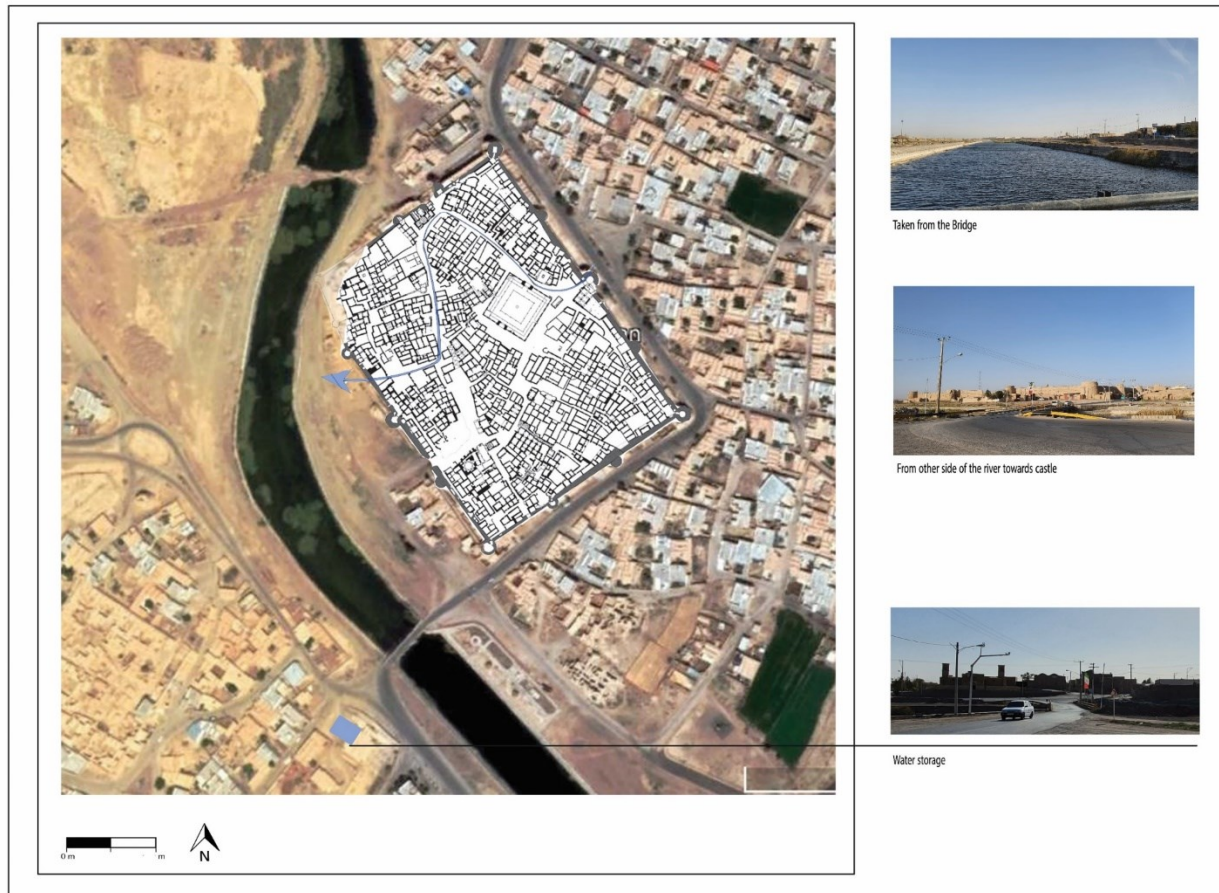 Taken from the Bridge
From other side of the river towards castle
Water storage
0 m
m
N